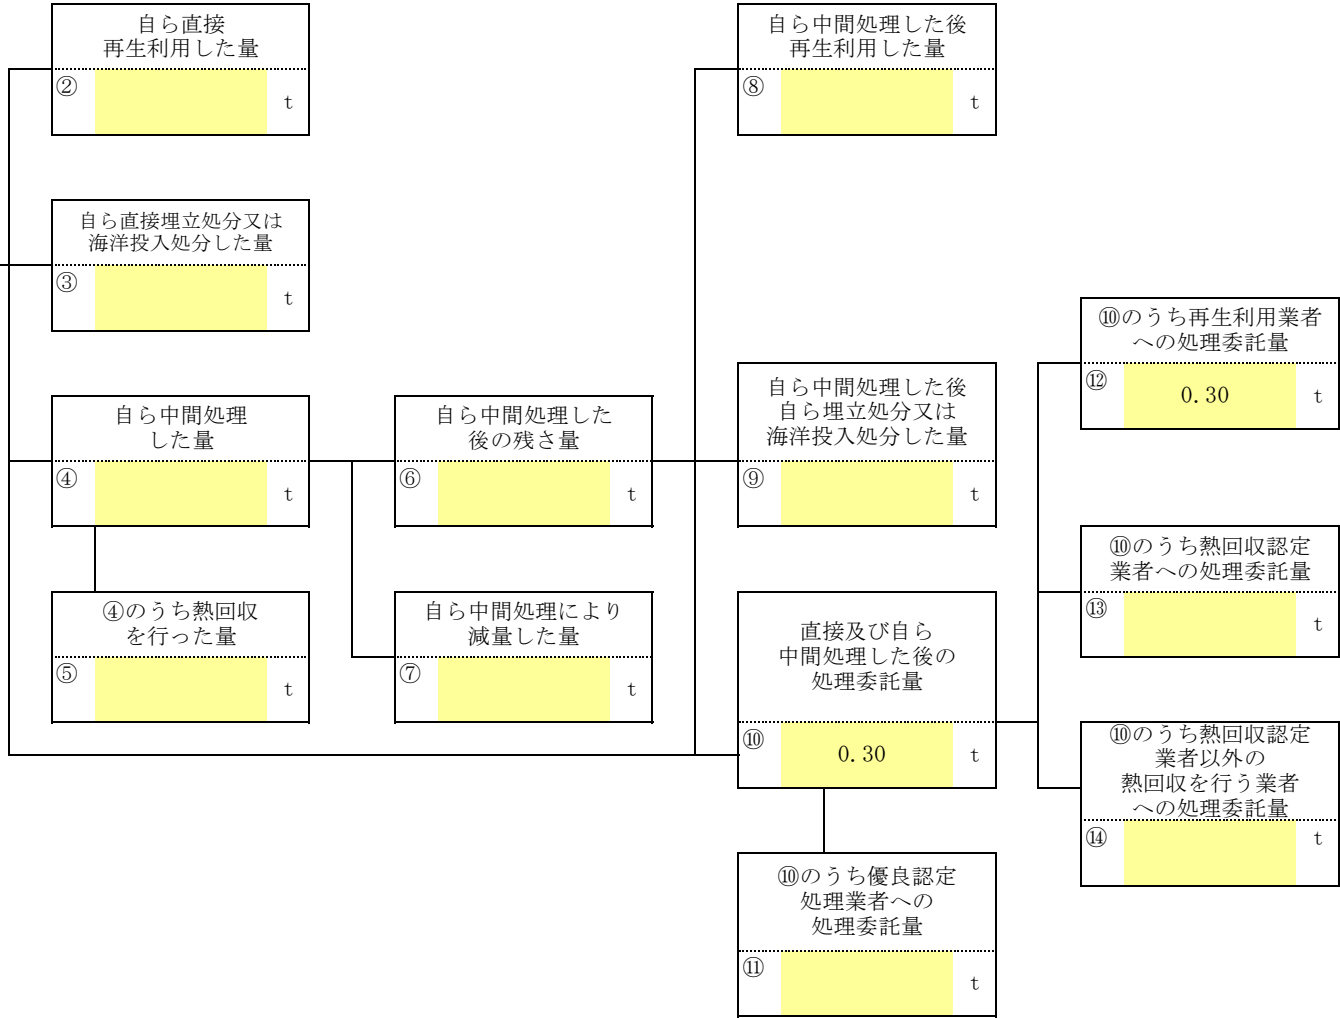 自ら直接
再生利用した量
②
t
自ら中間処理した後
再生利用した量
⑧
t
自ら直接埋立処分又は
海洋投入処分した量
③
t
⑩のうち再生利用業者
への処理委託量
⑫
0.30
t
自ら中間処理
した量
④
t
自ら中間処理した
後の残さ量
⑥
t
自ら中間処理した後
自ら埋立処分又は
海洋投入処分した量
⑨
t
⑩のうち熱回収認定
業者への処理委託量
⑬
t
④のうち熱回収
を行った量
⑤
t
自ら中間処理により
減量した量
⑦
t
直接及び自ら
中間処理した後の
処理委託量
⑩
0.30
t
⑩のうち熱回収認定
業者以外の
熱回収を行う業者
への処理委託量
⑭
t
⑩のうち優良認定
処理業者への
処理委託量
⑪
t